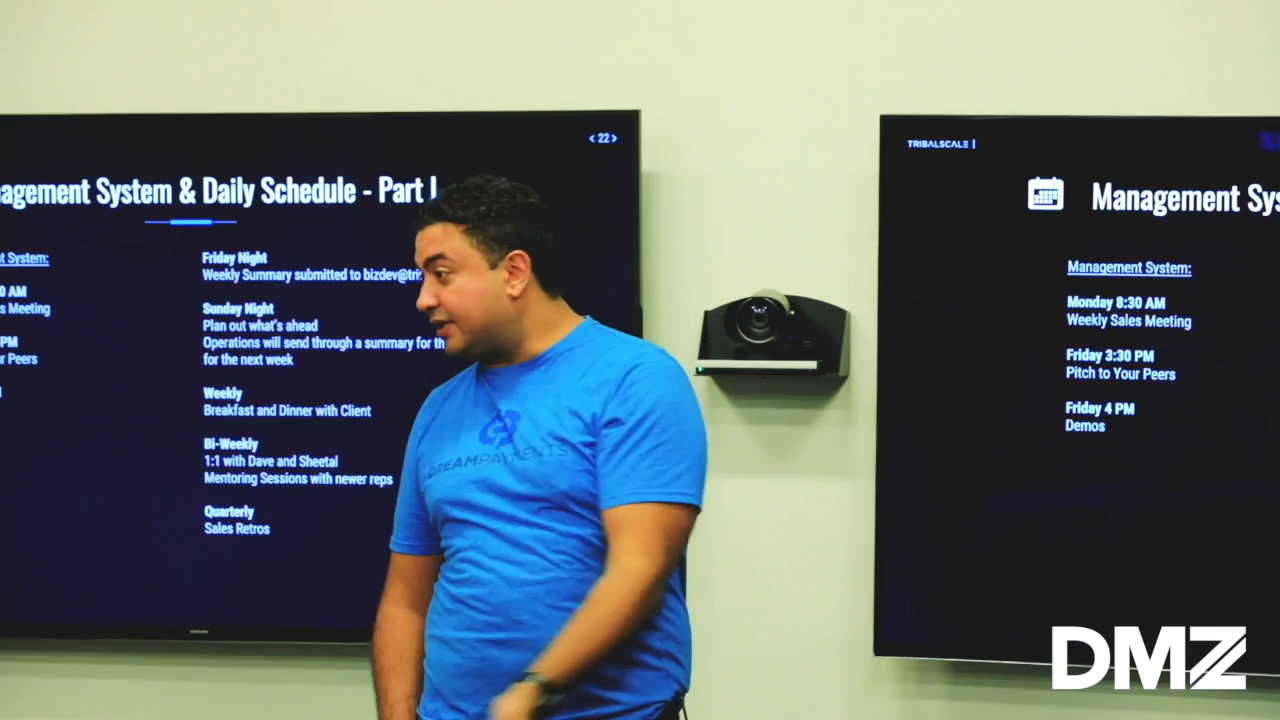 < 22 >
agement System & Daily Schedule - Part I
t System:
0 AM
s Meeting
PM
r Peers
Friday Night
Weekly Summary submitted to bizdev@tri
Sunday Night
Plan out what's ahead
Operations will send through a summary for th
for the next week
Weekly
Breakfast and Dinner with Client
Bi-Weekly
1:1 with Dave and Sheetal
Mentoring Sessions with newer reps
Quarterly
Sales Retros
DREAMPAYMENTS
TRIBALSCALE
Management Sys
Management System:
Monday 8:30 AM
Weekly Sales Meeting
Friday 3:30 PM
Pitch to Your Peers
Friday 4 PM
Demos
DMZ